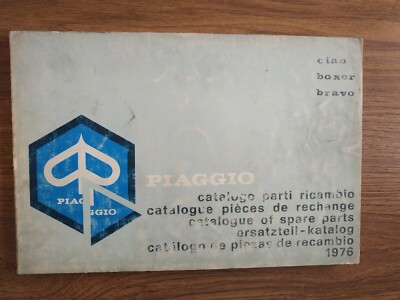 ciao
boxer
bravo
PIAGGIO
PIAGGIO
catalogo parti ricambio
catalogue pièces de rechange
catalogue of spare parts
ersatzteil-katalog
catálogo de piezas de recambio
1976